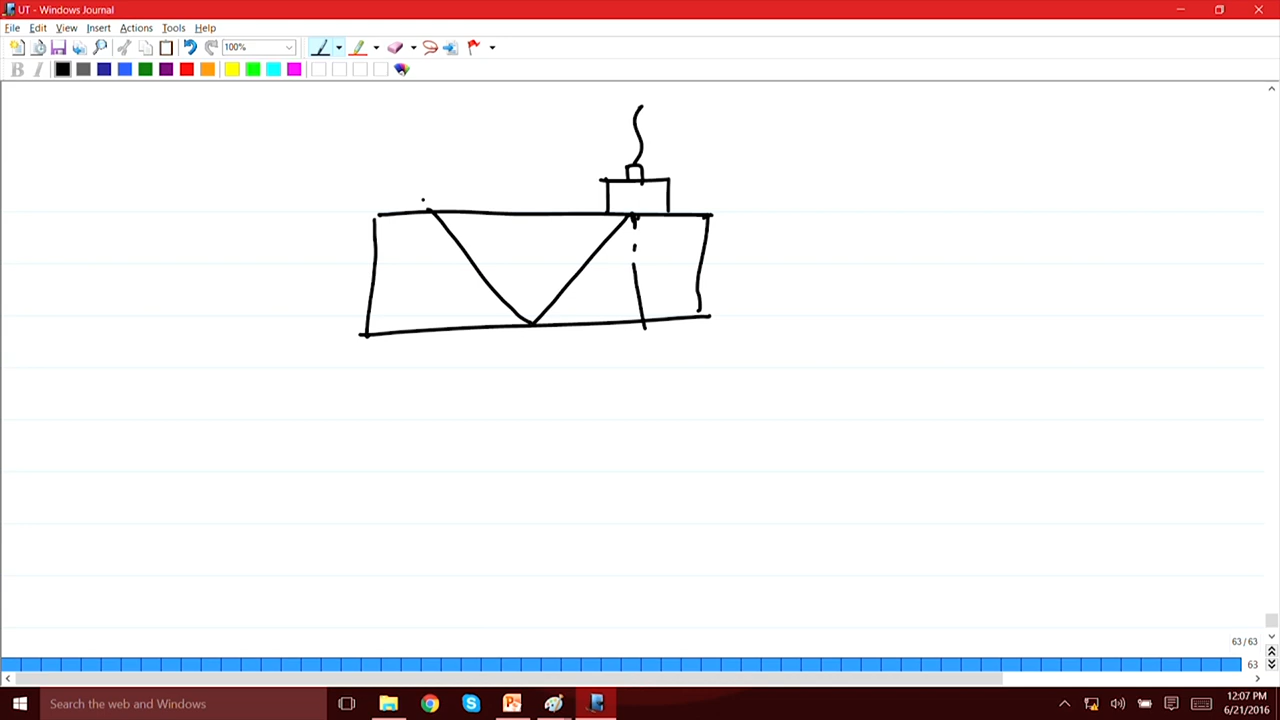 UT - Windows Journal
File Edit View Insert Actions Tools Help
100%
B I
63 / 63
63
Search the web and Windows
12:07 PM
6/21/2016